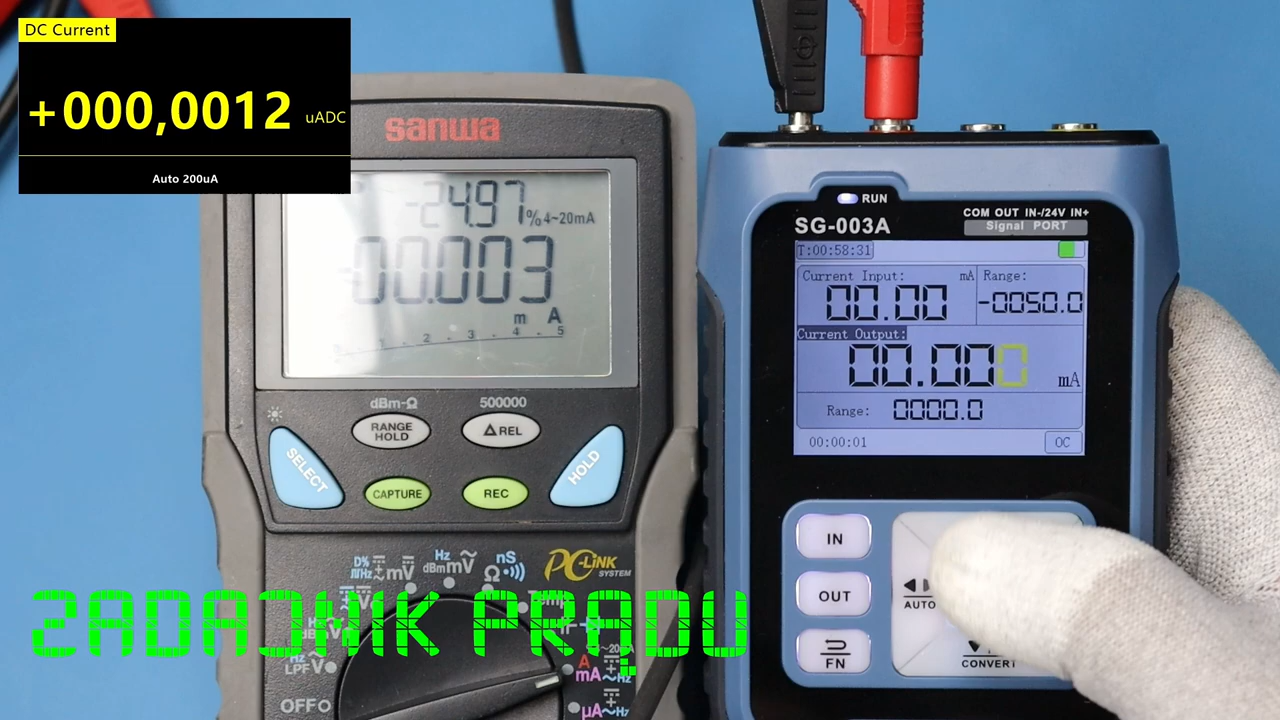 DC Current
+000,0012 uADC
Auto 200uA
sanwa
-24.97 % 4~20mA
-00.003
m A
1 2 3 4 5
dBm-Ω 500000
RANGE HOLD
△ REL
SELECT
HOLD
CAPTURE
REC
PC-LINK SYSTEM
OFF
RUN
SG-003A
COM OUT IN-/24V IN+
Signal PORT
T:00:58:31
Current Input: mA Range:
00.00 -0050.0
Current Output:
00.000 mA
Range: 0000.0
00:00:01 OC
IN
OUT
FN
AUTO
CONVERT
ZADAJNIK PRĄDU